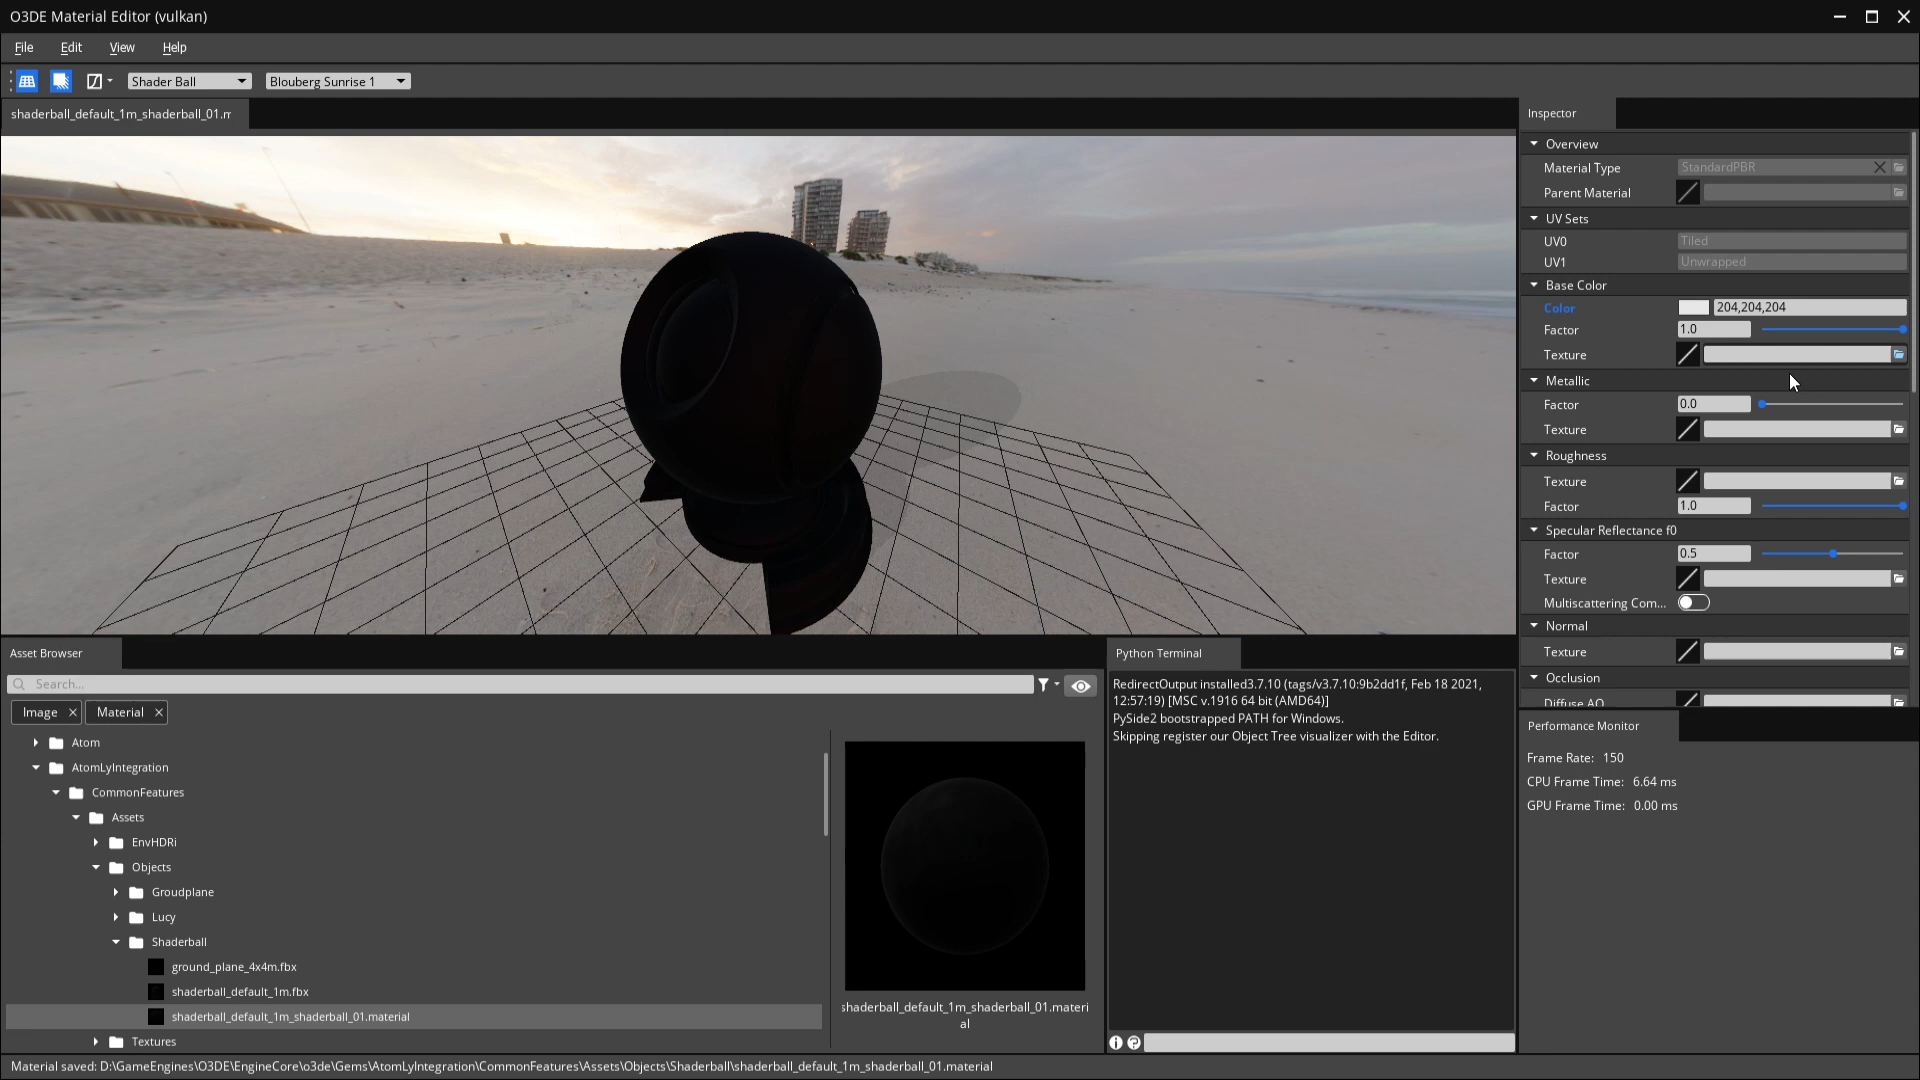 O3DE Material Editor (vulkan)
File Edit View Help
Shader Ball
Blouberg Sunrise 1
shaderball_default_1m_shaderball_01.m
Inspector
Overview
Material Type StandardPBR
Parent Material
UV Sets
UV0 Tiled
UV1 Unwrapped
Base Color
Color 204,204,204
Factor 1.0
Texture
Metallic
Factor 0.0
Texture
Roughness
Texture
Factor 1.0
Specular Reflectance f0
Factor 0.5
Texture
Multiscattering Com...
Normal
Texture
Occlusion
Diffuse AO
Asset Browser
Search...
Image
Material
Atom
AtomLyIntegration
CommonFeatures
Assets
EnvHDRi
Objects
Groudplane
Lucy
Shaderball
ground_plane_4x4m.fbx
shaderball_default_1m.fbx
shaderball_default_1m_shaderball_01.material
Textures
shaderball_default_1m_shaderball_01.materi
al
Python Terminal
RedirectOutput installed3.7.10 (tags/v3.7.10:9b2dd1f, Feb 18 2021,
12:57:19) [MSC v.1916 64 bit (AMD64)]
PySide2 bootstrapped PATH for Windows.
Skipping register our Object Tree visualizer with the Editor.
Performance Monitor
Frame Rate: 150
CPU Frame Time: 6.64 ms
GPU Frame Time: 0.00 ms
Material saved: D:\GameEngines\O3DE\EngineCore\o3de\Gems\AtomLyIntegration\CommonFeatures\Assets\Objects\Shaderball\shaderball_default_1m_shaderball_01.material